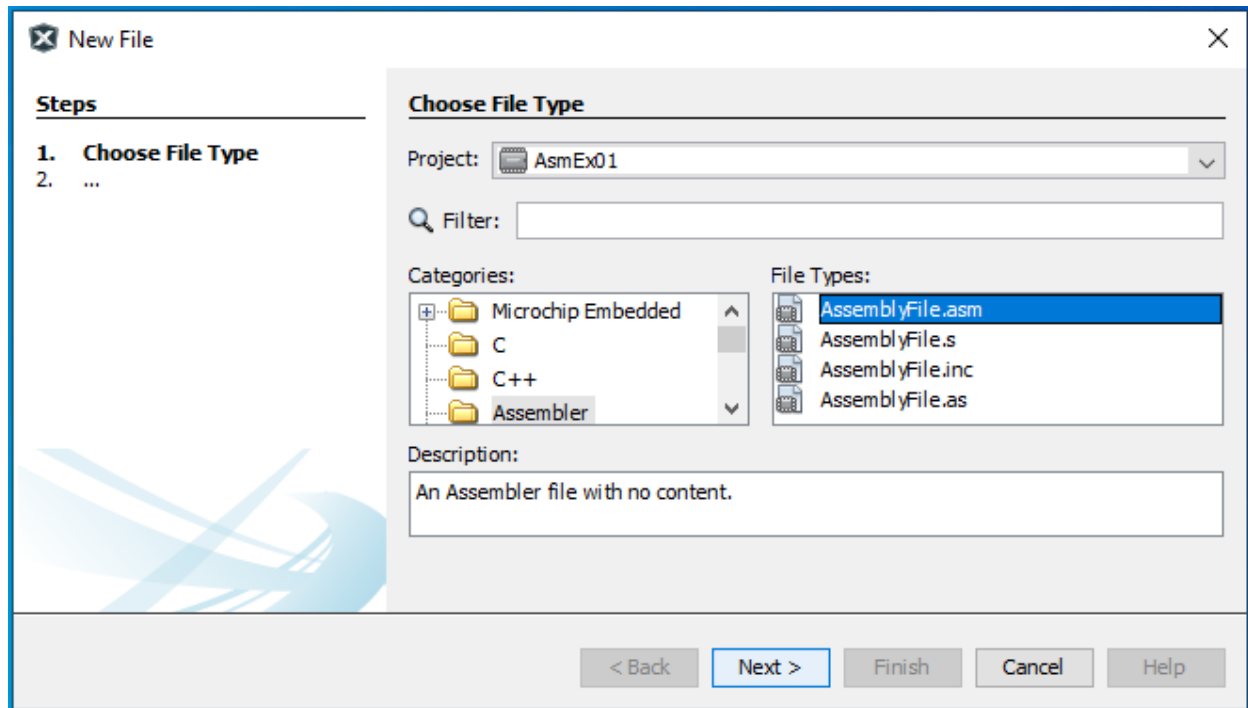 New File
Steps
1. Choose File Type
2. ...
Choose File Type
Project: AsmEx01
Filter:
Categories:
Microchip Embedded
C
C++
Assembler
File Types:
AssemblyFile.asm
AssemblyFile.s
AssemblyFile.inc
AssemblyFile.as
Description:
An Assembler file with no content.
< Back Next > Finish Cancel Help